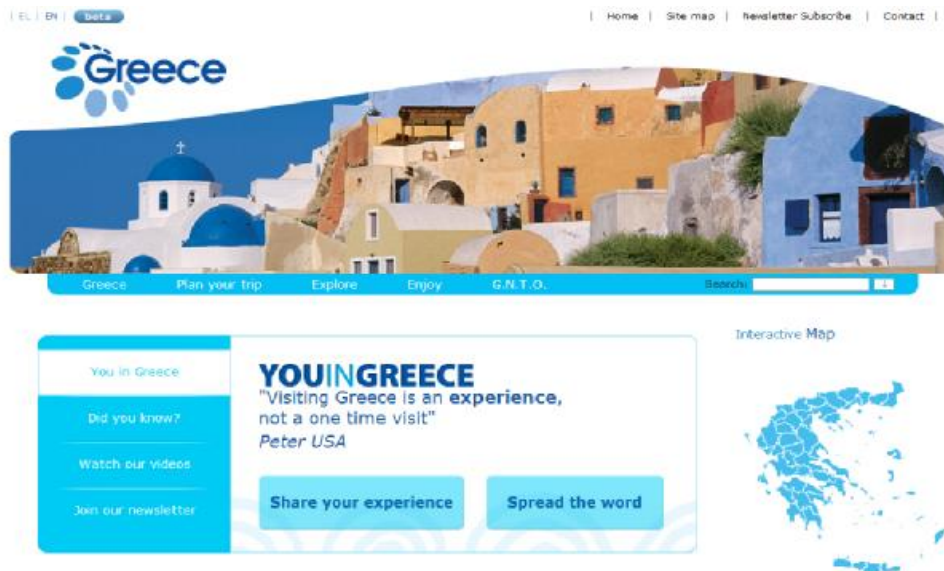 | EL | EN | beta
| Home | Site map | Newsletter Subscribe | Contact |
Greece
Greece Plan your trip Explore Enjoy G.N.T.O. Search:
You in Greece
Did you know?
Watch our videos
Join our newsletter
YOUINGREECE
"Visiting Greece is an experience,
not a one time visit"
Peter USA
Share your experience Spread the word
Interactive Map